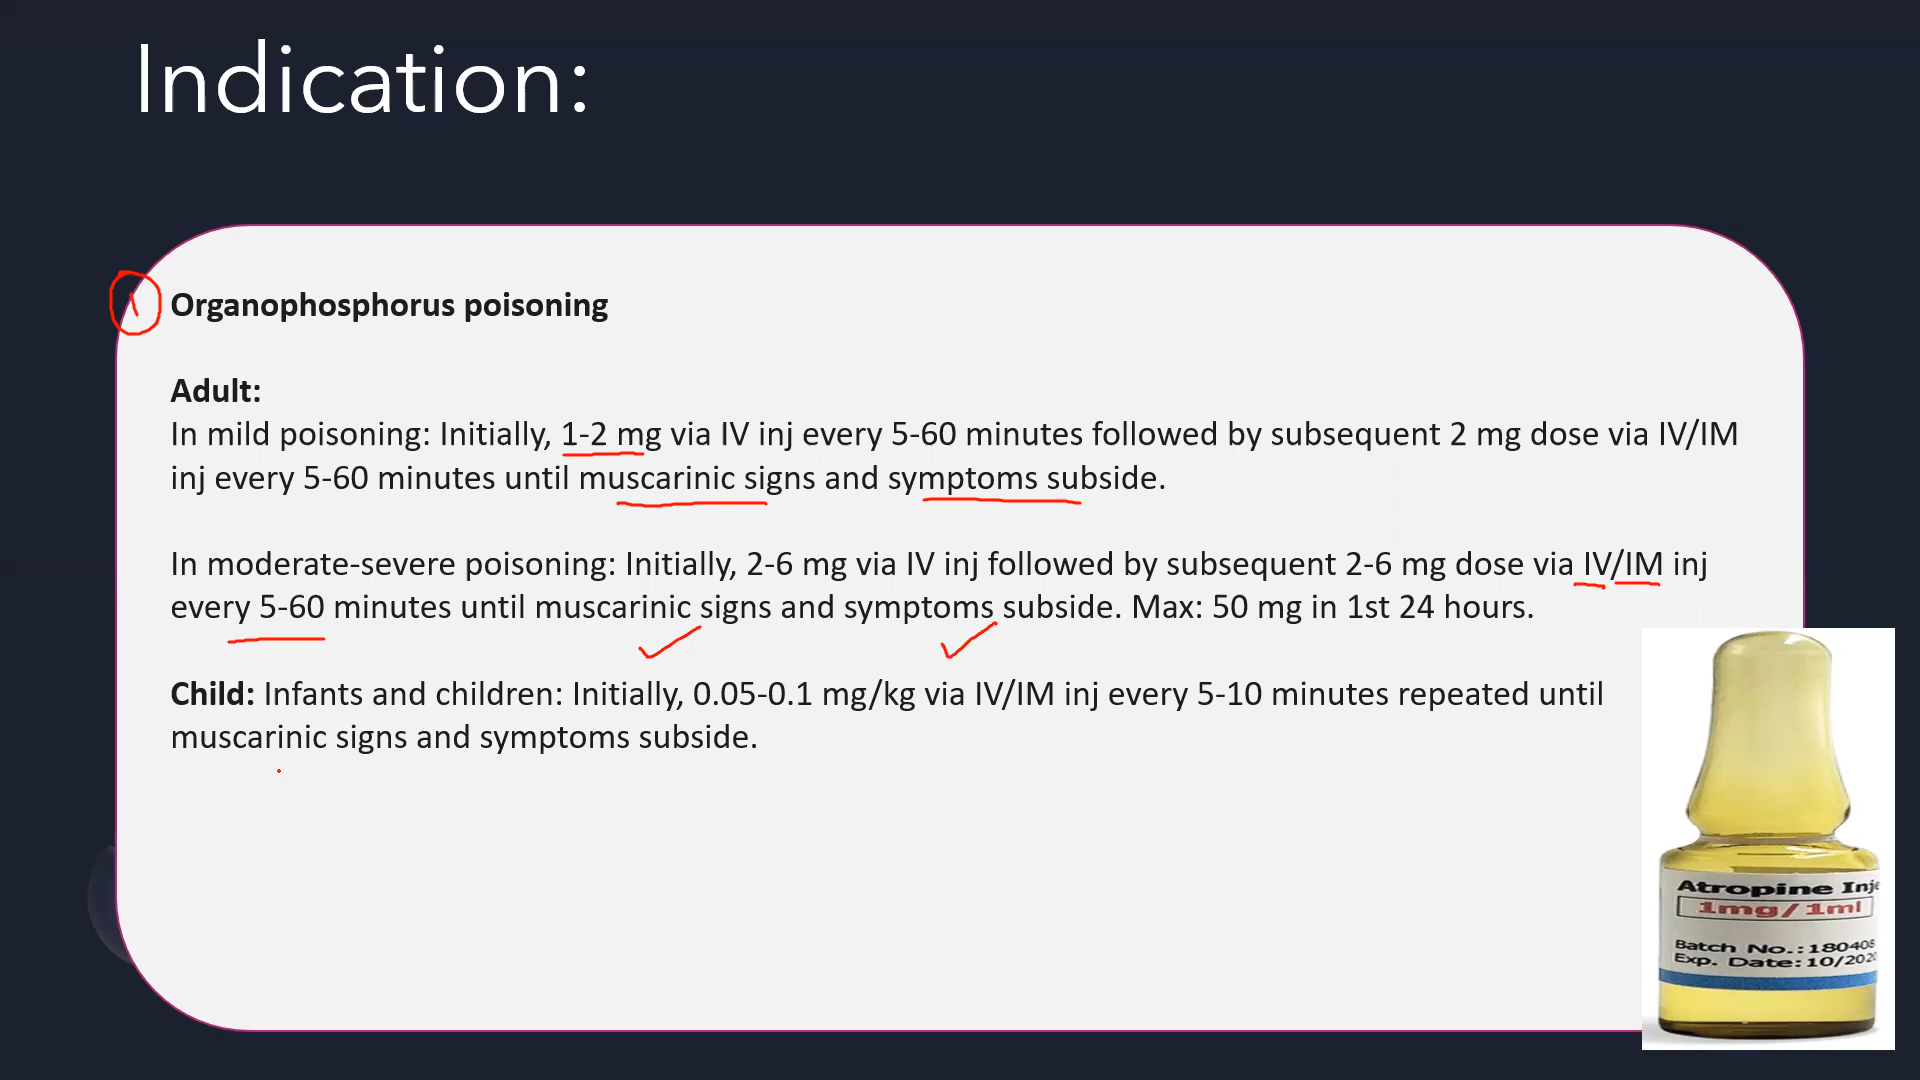 Indication:
1
Organophosphorus poisoning
Adult:
In mild poisoning: Initially, 1-2 mg via IV inj every 5-60 minutes followed by subsequent 2 mg dose via IV/IM
inj every 5-60 minutes until muscarinic signs and symptoms subside.
In moderate-severe poisoning: Initially, 2-6 mg via IV inj followed by subsequent 2-6 mg dose via IV/IM inj
every 5-60 minutes until muscarinic signs and symptoms subside. Max: 50 mg in 1st 24 hours.
Child: Infants and children: Initially, 0.05-0.1 mg/kg via IV/IM inj every 5-10 minutes repeated until
muscarinic signs and symptoms subside.
Atropine Inje
1mg/1ml
Batch No.:180408
Exp. Date:10/202